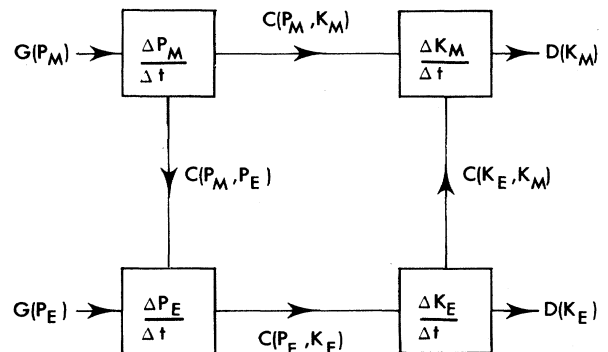 C(P_M ,K_M)
G(P_M)
ΔP_M
Δt
ΔK_M
Δt
D(K_M)
C(P_M ,P_E )
C(K_E ,K_M)
G(P_E)
ΔP_E
Δt
ΔK_E
Δt
D(K_E)
C(P_E ,K_E)